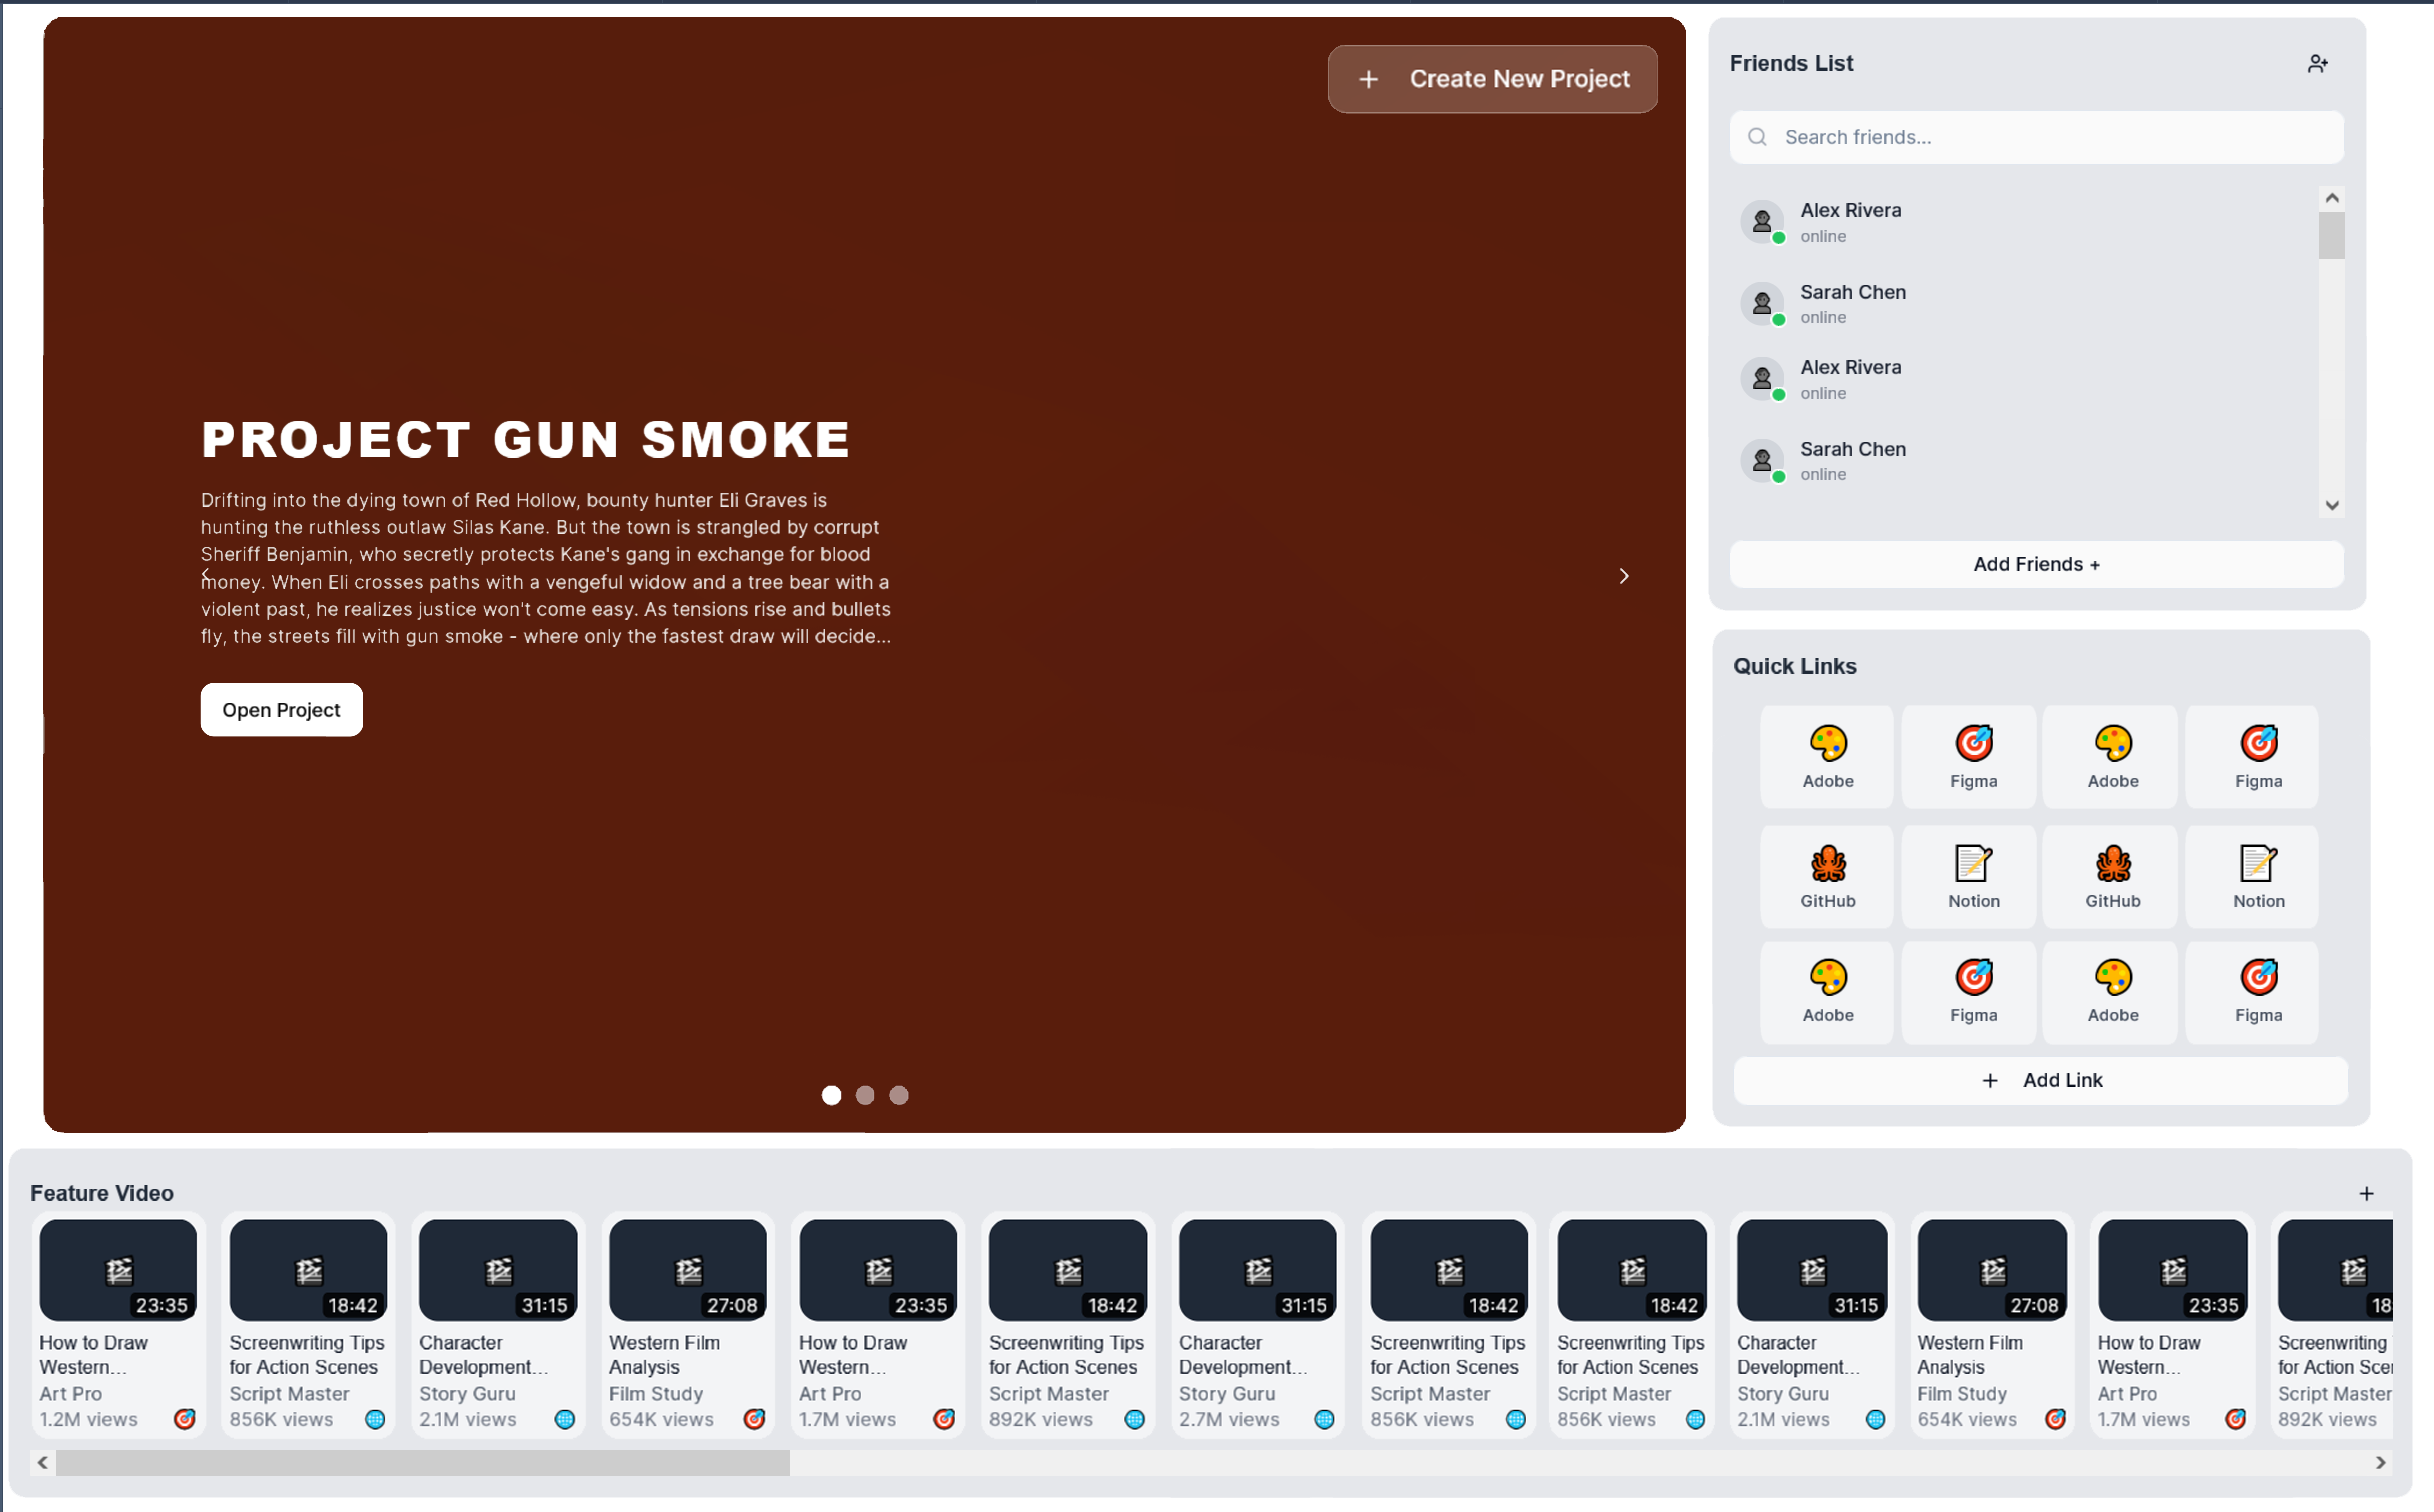 Create New Project
PROJECT GUN SMOKE
Drifting into the dying town of Red Hollow, bounty hunter Eli Graves is
hunting the ruthless outlaw Silas Kane. But the town is strangled by corrupt
Sheriff Benjamin, who secretly protects Kane's gang in exchange for blood
money. When Eli crosses paths with a vengeful widow and a tree bear with a
violent past, he realizes justice won't come easy. As tensions rise and bullets
fly, the streets fill with gun smoke - where only the fastest draw will decide...
Open Project
Friends List
Search friends...
Alex Rivera
online
Sarah Chen
online
Alex Rivera
online
Sarah Chen
online
Add Friends +
Quick Links
Adobe
Figma
Adobe
Figma
GitHub
Notion
GitHub
Notion
Adobe
Figma
Adobe
Figma
+ Add Link
Feature Video
23:35
How to Draw
Western...
Art Pro
1.2M views
18:42
Screenwriting Tips
for Action Scenes
Script Master
856K views
31:15
Character
Development...
Story Guru
2.1M views
27:08
Western Film
Analysis
Film Study
654K views
23:35
How to Draw
Western...
Art Pro
1.7M views
18:42
Screenwriting Tips
for Action Scenes
Script Master
892K views
31:15
Character
Development...
Story Guru
2.7M views
18:42
Screenwriting Tips
for Action Scenes
Script Master
856K views
18:42
Screenwriting Tips
for Action Scenes
Script Master
856K views
31:15
Character
Development...
Story Guru
2.1M views
27:08
Western Film
Analysis
Film Study
654K views
23:35
How to Draw
Western...
Art Pro
1.7M views
18
Screenwriting
for Action
Script Master
892K views